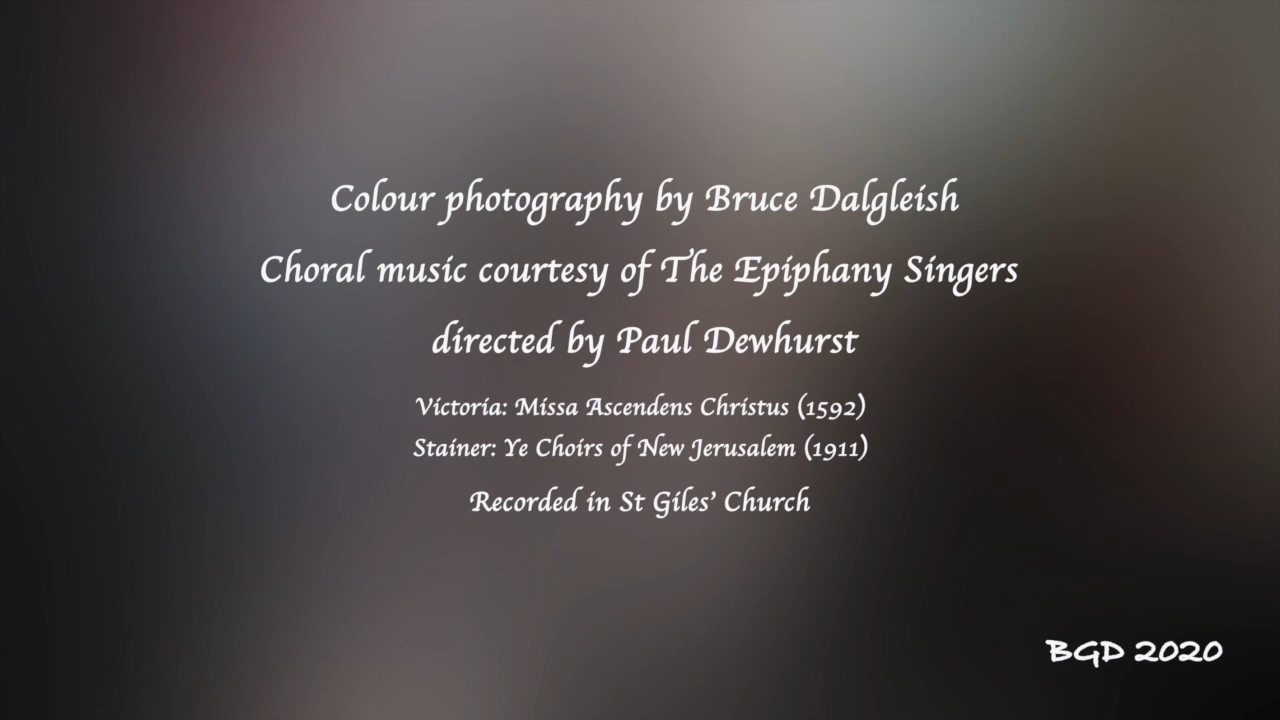 Colour photography by Bruce Dalgleish
Choral music courtesy of The Epiphany Singers
directed by Paul Dewhurst
Victoria: Missa Ascendens Christus (1592)
Stainer: Ye Choirs of New Jerusalem (1911)
Recorded in St Giles' Church
BGD 2020